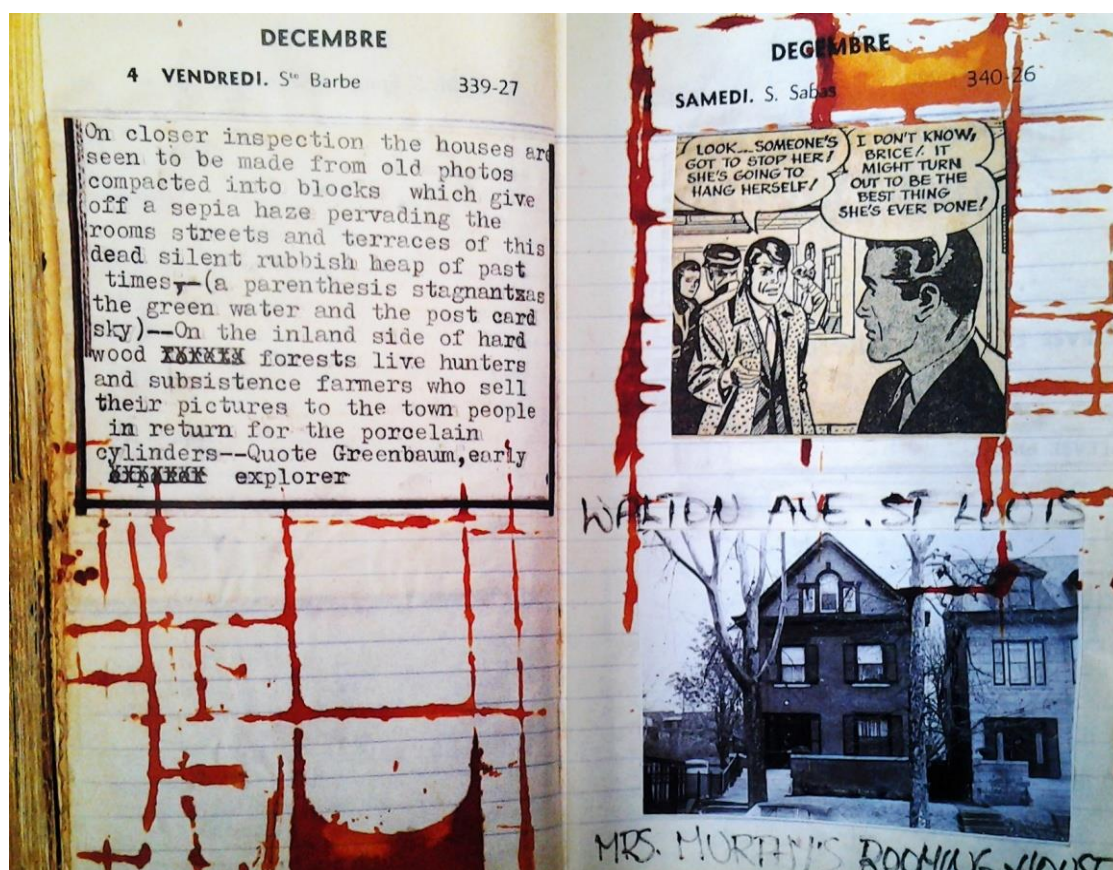 DECEMBRE
4 VENDREDI. Ste Barbe 339-27
On closer inspection the houses are
seen to be made from old photos
compacted into blocks which give
off a sepia haze pervading the
rooms streets and terraces of this
dead silent rubbish heap of past
times,—(a parenthesis stagnantxas
the green water and the post card
sky)--On the inland side of hard
wood forests live hunters
and subsistence farmers who sell
their pictures to the town people
in return for the porcelain
cylinders--Quote Greenbaum,early
explorer
DECEMBRE
5 SAMEDI. S. Sabas 340-26
LOOK...SOMEONE'S
GOT TO STOP HER!
SHE'S GOING TO
HANG HERSELF!
I DON'T KNOW,
BRICE! IT
MIGHT TURN
OUT TO BE THE
BEST THING
SHE'S EVER DONE!
WALTON AVE. ST LOUIS
MRS. MURPHY'S ROOMING HOUSE